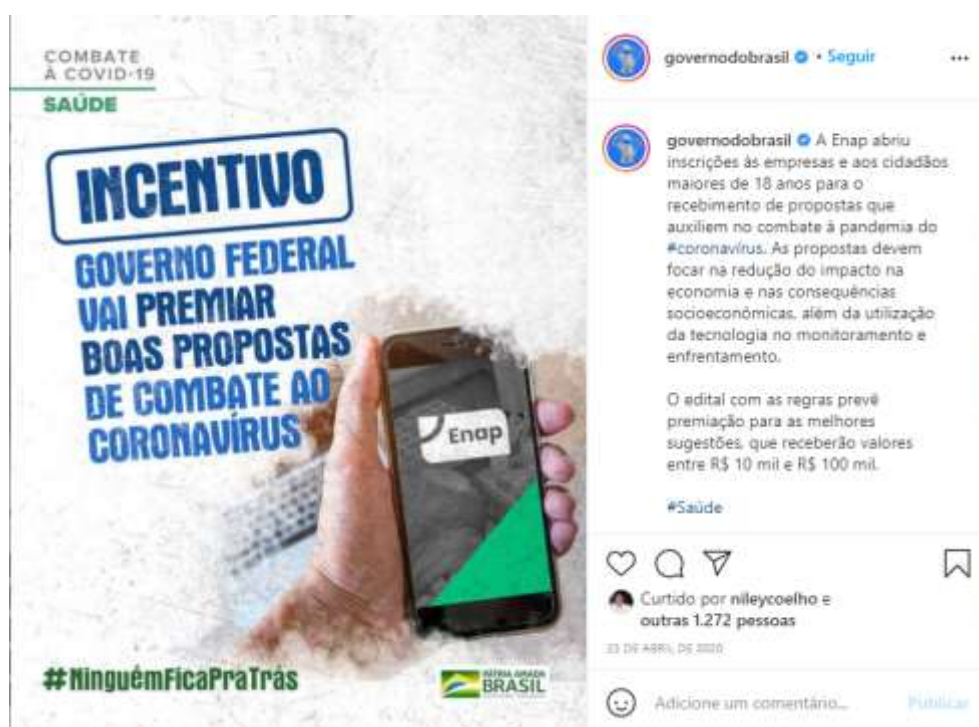 COMBATE
À COVID-19
SAÚDE
INCENTIVO
GOVERNO FEDERAL
VAI PREMIAR
BOAS PROPOSTAS
DE COMBATE AO
CORONAVÍRUS
Enap
#NinguémFicaPraTrás
PÁTRIA AMADA
BRASIL
governodobrasil • Seguir
governodobrasil A Enap abriu
inscrições às empresas e aos cidadãos
maiores de 18 anos para o
recebimento de propostas que
auxiliem no combate à pandemia do
#coronavírus. As propostas devem
focar na redução do impacto na
economia e nas consequências
socioeconômicas, além da utilização
da tecnologia no monitoramento e
enfrentamento.
O edital com as regras prevê
premiação para as melhores
sugestões, que receberão valores
entre R$ 10 mil e R$ 100 mil.
#Saúde
Curtido por nileycoelho e
outras 1.272 pessoas
DE ABRIL DE 2020
Adicione um comentário...
Publicar